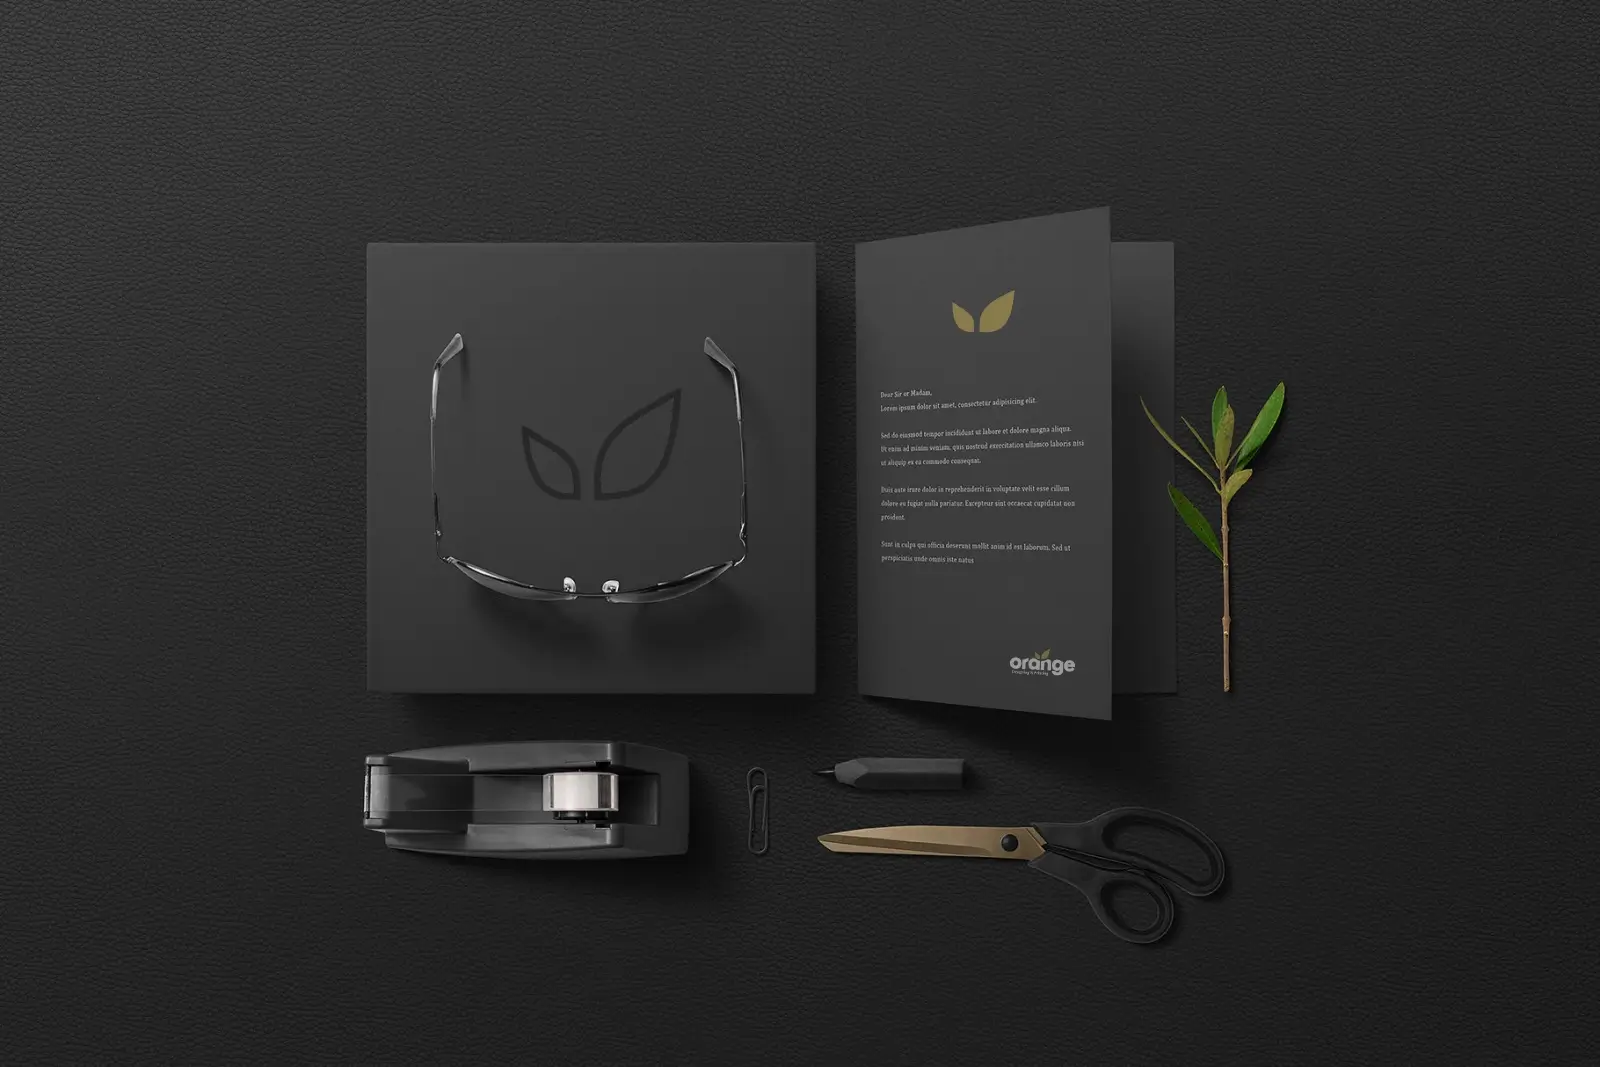 Dear Sir or Madam,
Lorem ipsum dolor sit amet, consectetur adipisicing elit.
Sed do eiusmod tempor incididunt ut labore et dolore magna aliqua.
Ut enim ad minim veniam, quis nostrud exercitation ullamco laboris nisi
ut aliquip ex ea commodo consequat.
Duis aute irure dolor in reprehenderit in voluptate velit esse cillum
dolore eu fugiat nulla pariatur. Excepteur sint occaecat cupidatat non
proident.
Sunt in culpa qui officia deserunt mollit anim id est laborum. Sed ut
perspiciatis unde omnis iste natus
orange
Designing & Printing